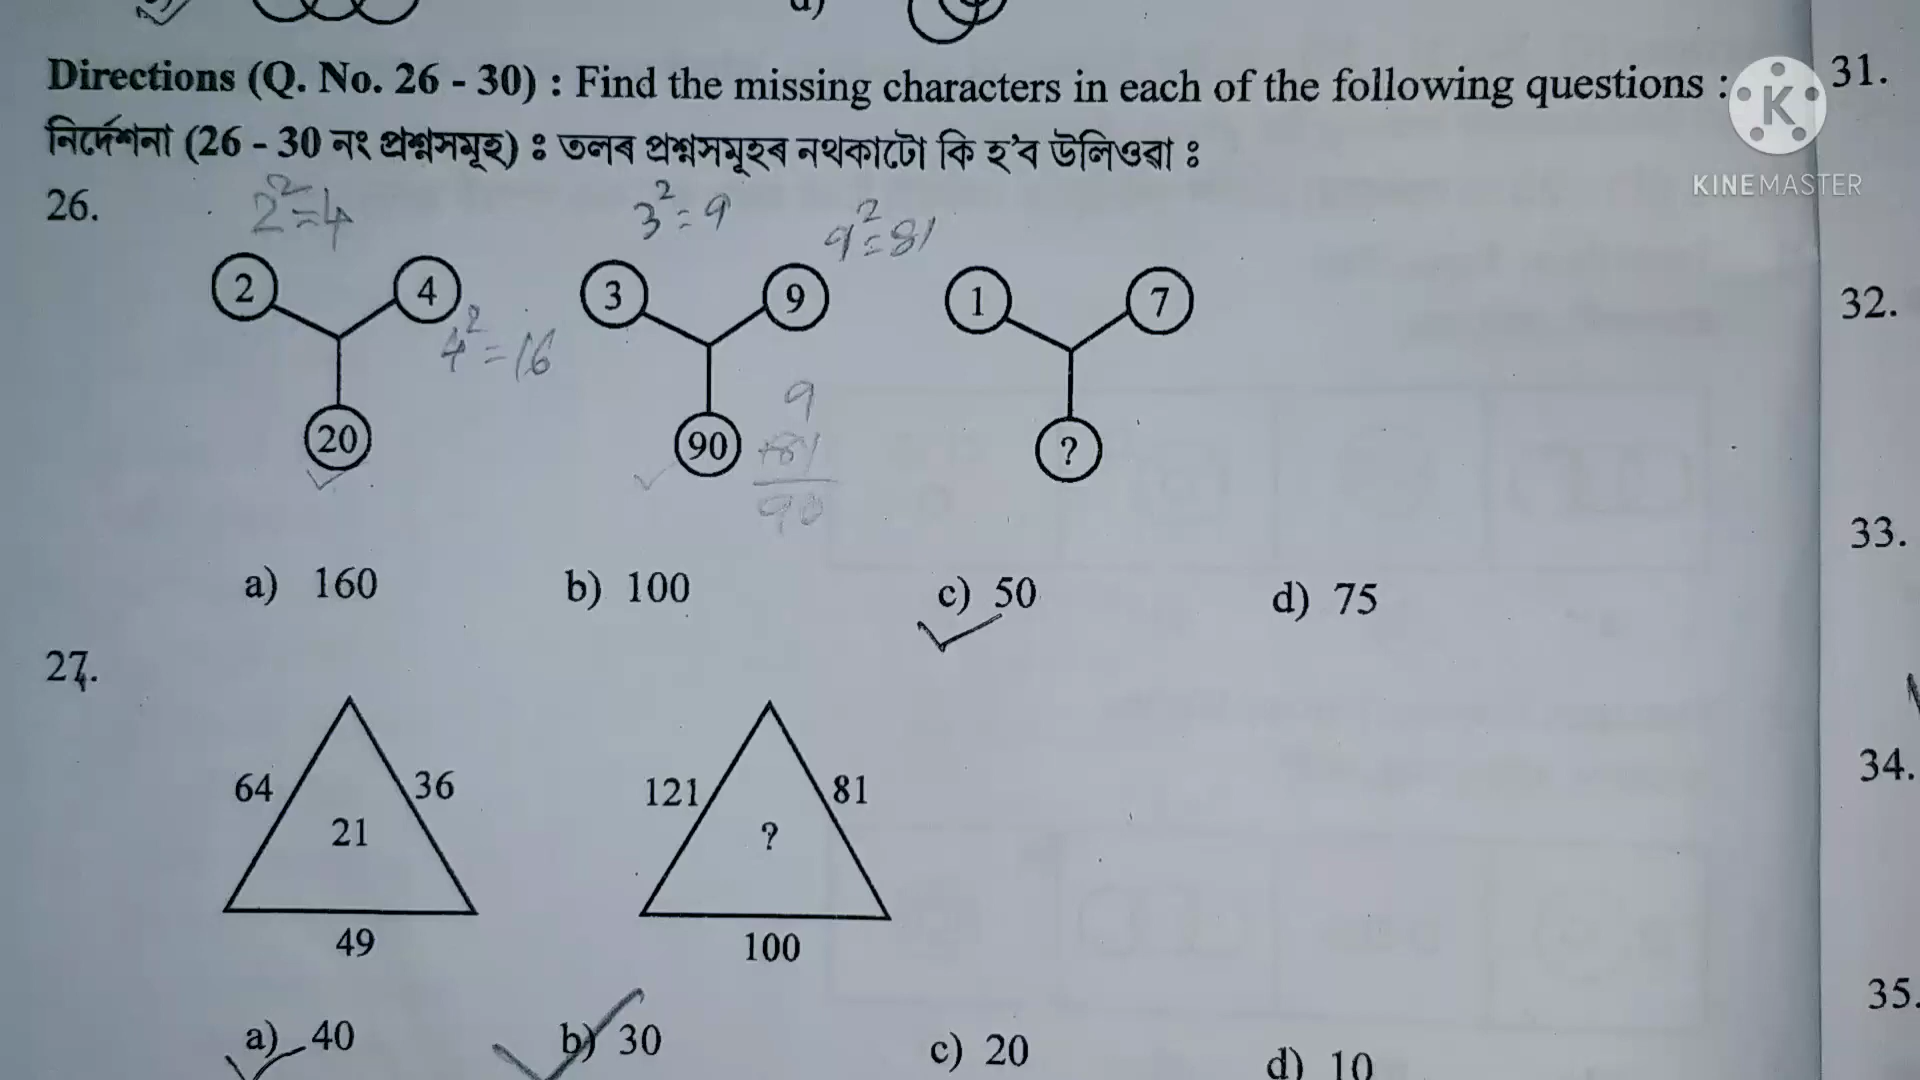 d)
Directions (Q. No. 26 - 30) : Find the missing characters in each of the following questions :
31.
নিৰ্দেশনা (26 - 30 নং প্ৰশ্নসমূহ) ঃ তলৰ প্ৰশ্নসমূহৰ নথকাটো কি হ'ব উলিওৱা ঃ
K
KINEMASTER
26.
2²=4
3²=9
9²=81
2 4 3 9 1 7
32.
4²=16
20 90 ?
9
+81
90
33.
a) 160 b) 100 c) 50 d) 75
27.
64 36 121 81
34.
21 ?
49 100
35.
a) 40 b) 30 c) 20 d) 10